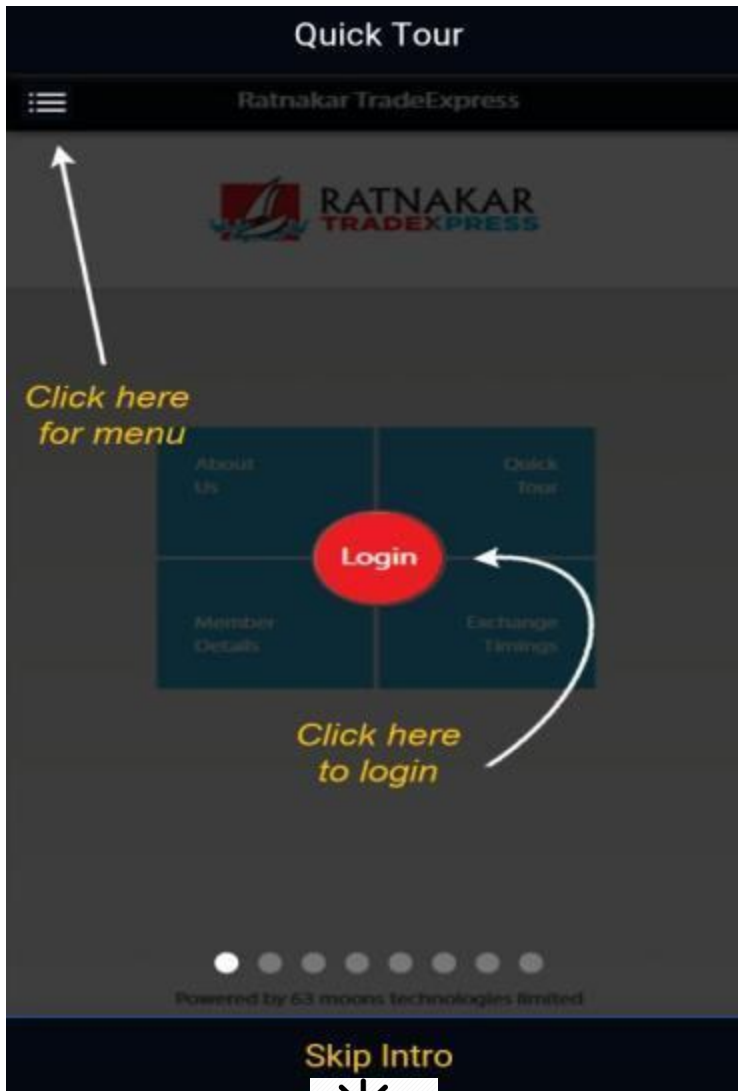 Quick Tour
Ratnakar TradeExpress
RATNAKAR
TRADEXPRESS
Click here
for menu
About
Us
Quick
Tour
Login
Member
Details
Exchange
Timings
Click here
to login
Powered by 63 moons technologies limited
Skip Intro